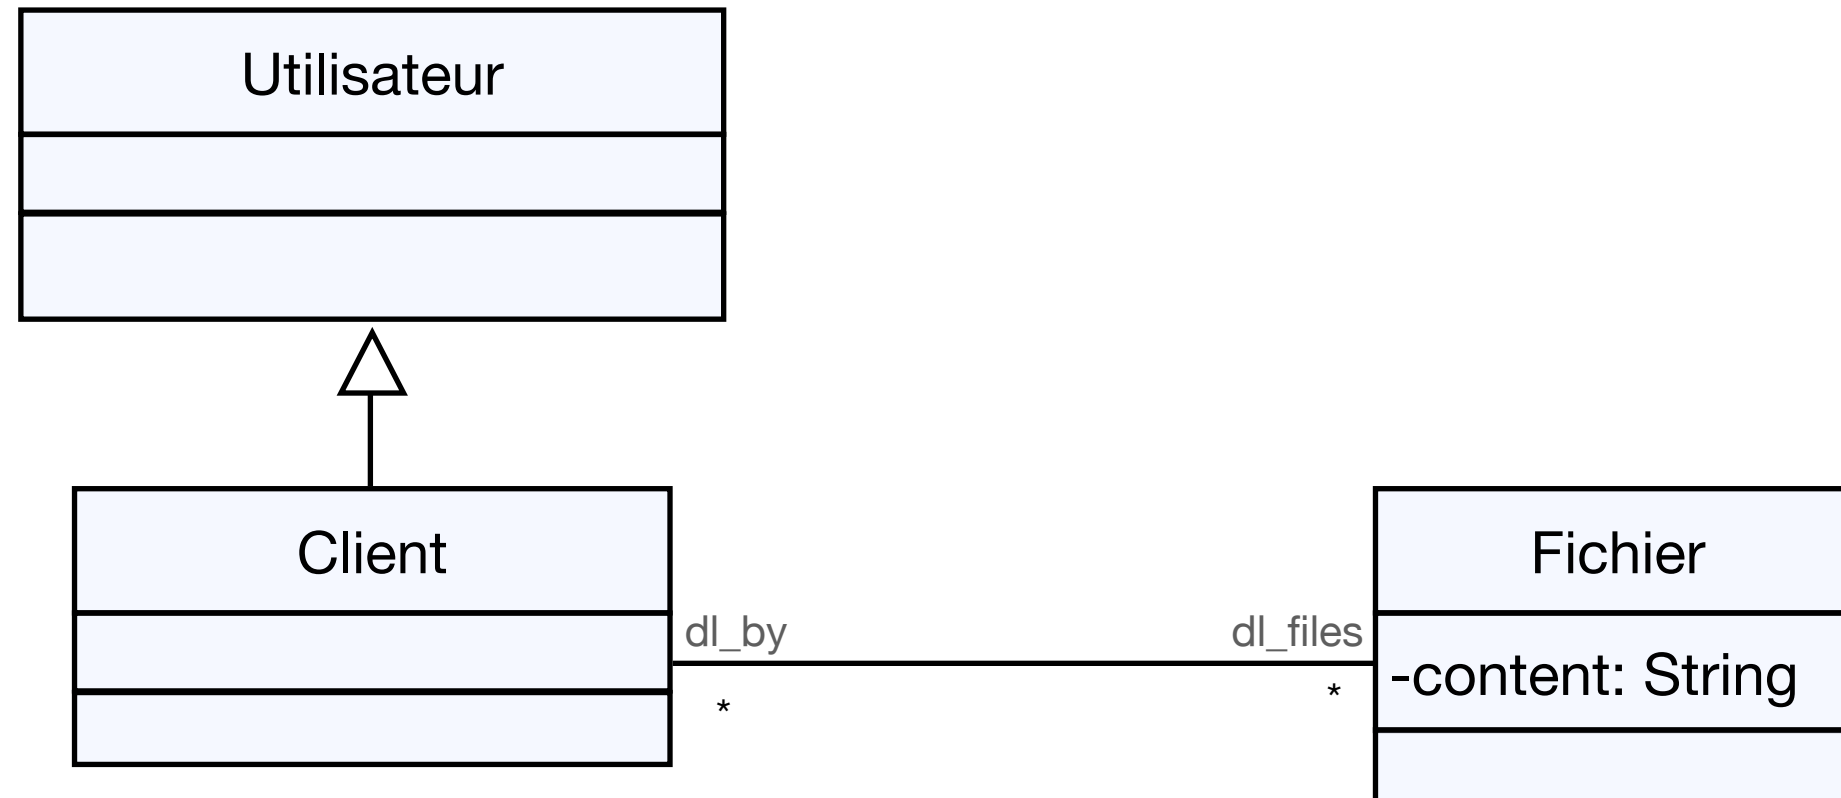 Utilisateur
Client
Fichier
dl_by
dl_files
-content: String
*
*